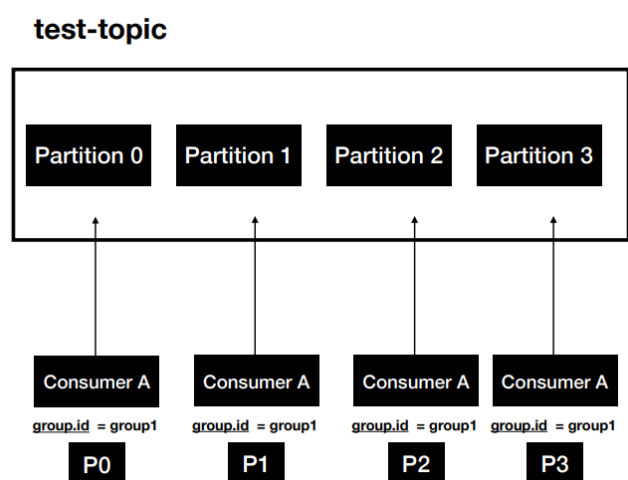 test-topic
Partition 0 Partition 1 Partition 2 Partition 3
Consumer A Consumer A Consumer A Consumer A
group.id = group1 group.id = group1 group.id = group1 group.id = group1
P0 P1 P2 P3